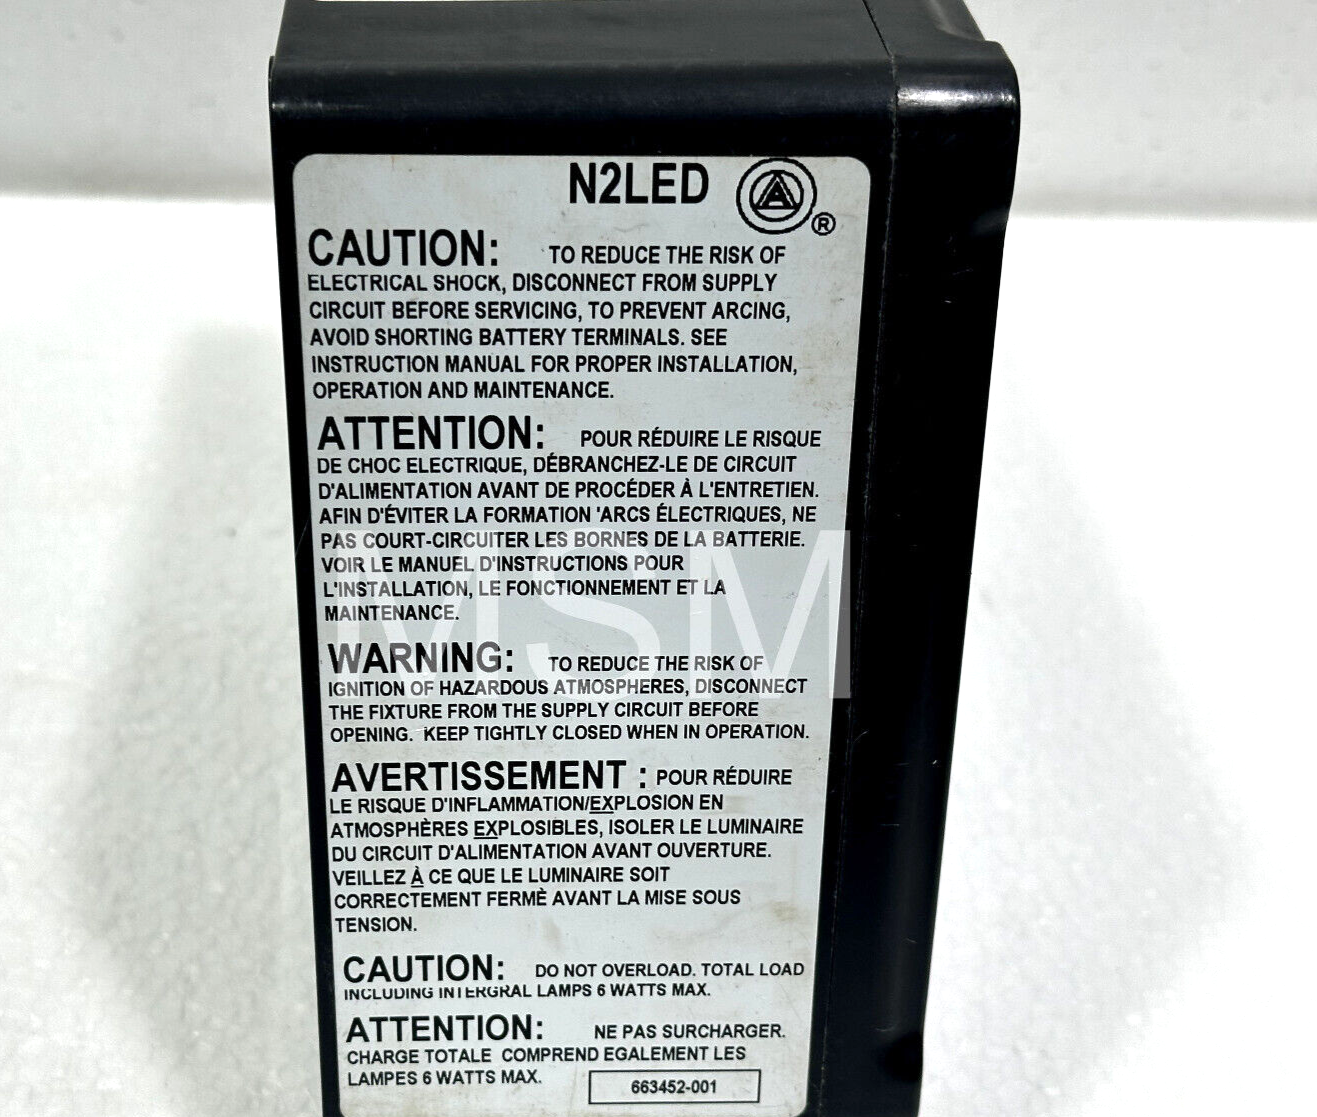 N2LED
®
CAUTION: TO REDUCE THE RISK OF
ELECTRICAL SHOCK, DISCONNECT FROM SUPPLY
CIRCUIT BEFORE SERVICING, TO PREVENT ARCING,
AVOID SHORTING BATTERY TERMINALS. SEE
INSTRUCTION MANUAL FOR PROPER INSTALLATION,
OPERATION AND MAINTENANCE.
ATTENTION: POUR RÉDUIRE LE RISQUE
DE CHOC ELECTRIQUE, DÉBRANCHEZ-LE DE CIRCUIT
D'ALIMENTATION AVANT DE PROCÉDER À L'ENTRETIEN.
AFIN D'ÉVITER LA FORMATION 'ARCS ÉLECTRIQUES, NE
PAS COURT-CIRCUITER LES BORNES DE LA BATTERIE.
VOIR LE MANUEL D'INSTRUCTIONS POUR
L'INSTALLATION, LE FONCTIONNEMENT ET LA
MAINTENANCE.
MSM
WARNING: TO REDUCE THE RISK OF
IGNITION OF HAZARDOUS ATMOSPHERES, DISCONNECT
THE FIXTURE FROM THE SUPPLY CIRCUIT BEFORE
OPENING. KEEP TIGHTLY CLOSED WHEN IN OPERATION.
AVERTISSEMENT : POUR RÉDUIRE
LE RISQUE D'INFLAMMATION/EXPLOSION EN
ATMOSPHÈRES EXPLOSIBLES, ISOLER LE LUMINAIRE
DU CIRCUIT D'ALIMENTATION AVANT OUVERTURE.
VEILLEZ À CE QUE LE LUMINAIRE SOIT
CORRECTEMENT FERMÈ AVANT LA MISE SOUS
TENSION.
CAUTION: DO NOT OVERLOAD. TOTAL LOAD
INCLUDING INTERGRAL LAMPS 6 WATTS MAX.
ATTENTION: NE PAS SURCHARGER.
CHARGE TOTALE COMPREND EGALEMENT LES
LAMPES 6 WATTS MAX.
663452-001